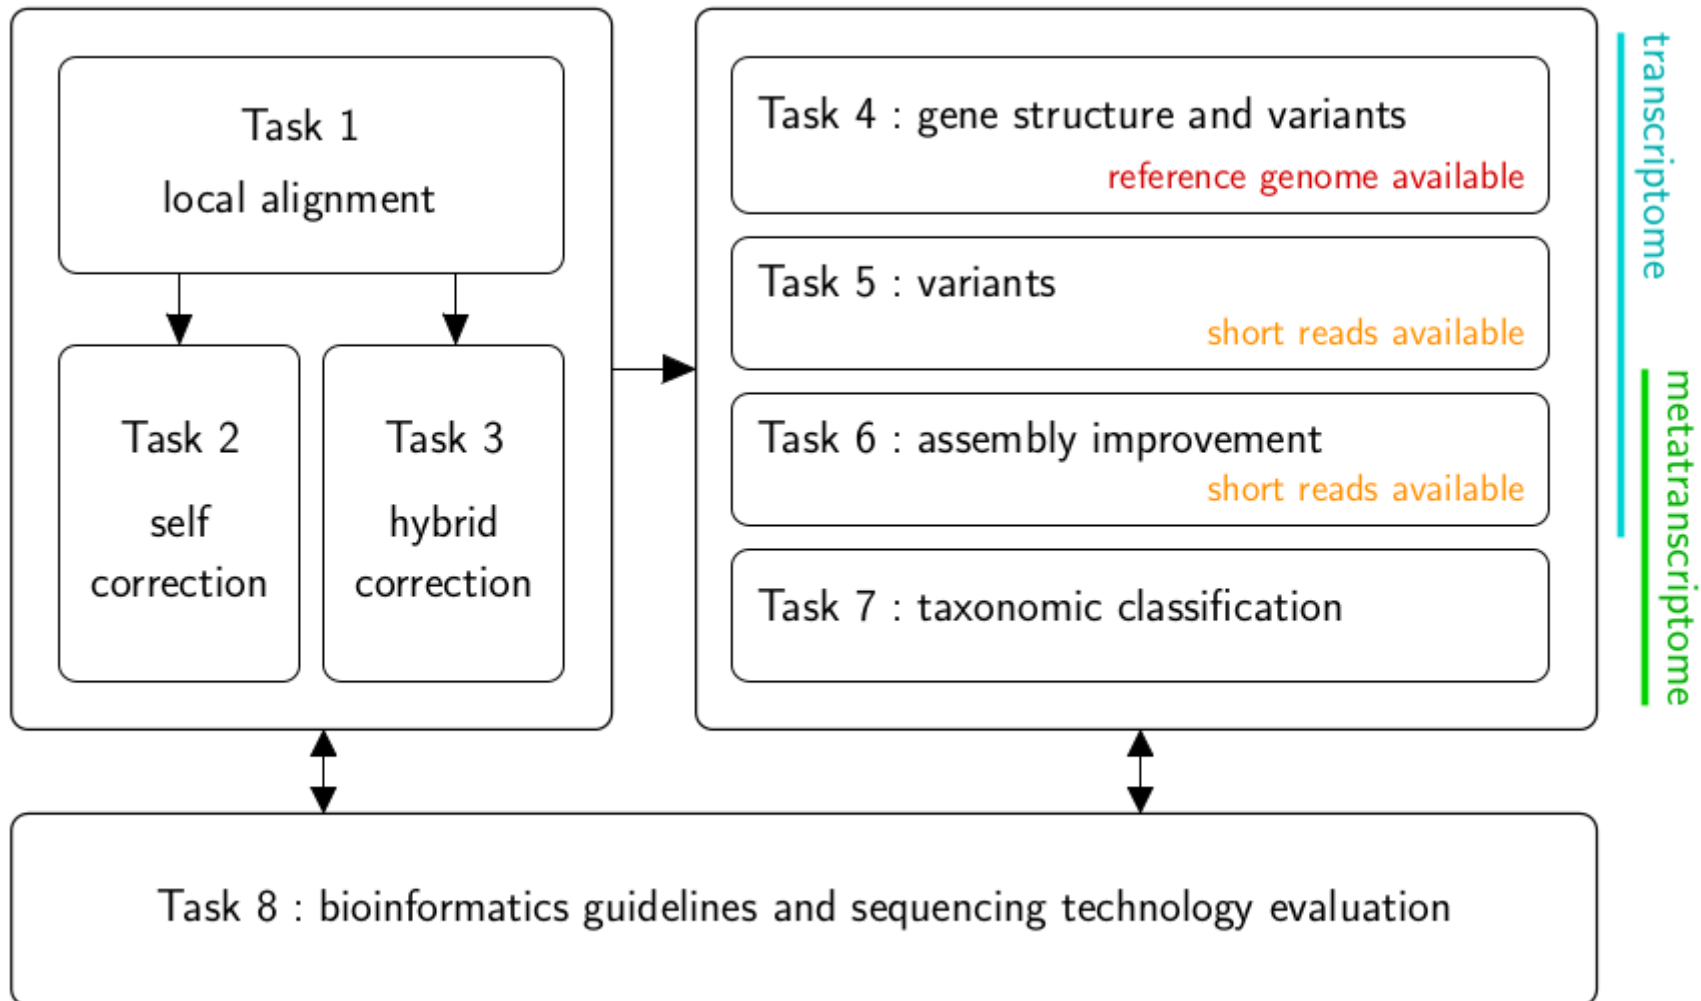 Task 1
local alignment
Task 2
self
correction
Task 3
hybrid
correction
Task 4 : gene structure and variants
reference genome available
Task 5 : variants
short reads available
Task 6 : assembly improvement
short reads available
Task 7 : taxonomic classification
transcriptome
metatranscriptome
Task 8 : bioinformatics guidelines and sequencing technology evaluation